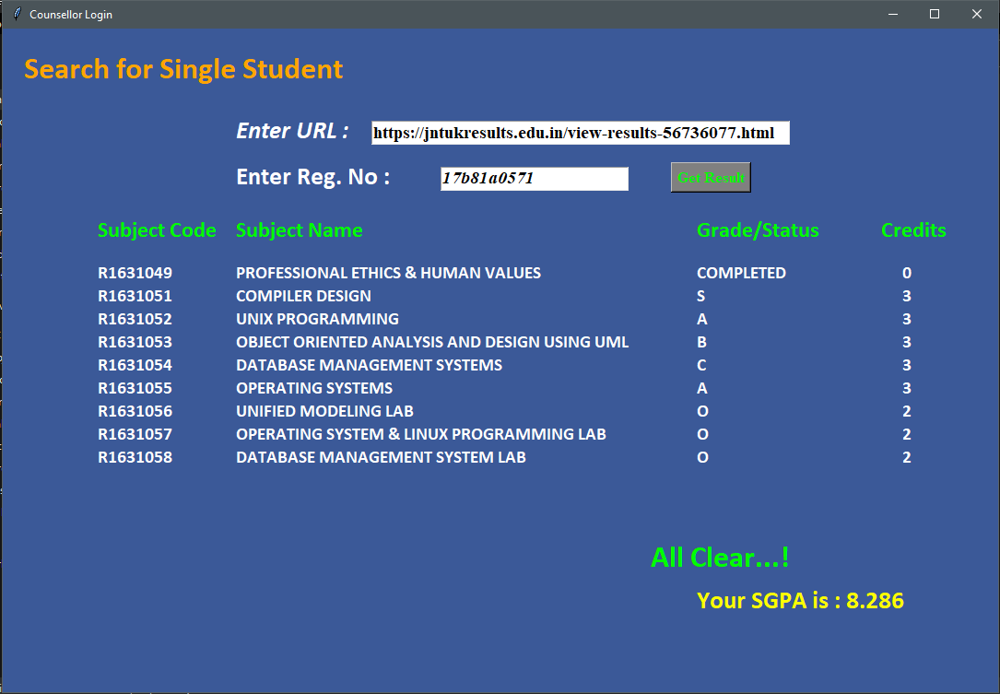 Counsellor Login
Search for Single Student
Enter URL : https://jntukresults.edu.in/view-results-56736077.html
Enter Reg. No : 17b81a0571 Get Result
Subject Code Subject Name Grade/Status Credits
R1631049 PROFESSIONAL ETHICS & HUMAN VALUES COMPLETED 0
R1631051 COMPILER DESIGN S 3
R1631052 UNIX PROGRAMMING A 3
R1631053 OBJECT ORIENTED ANALYSIS AND DESIGN USING UML B 3
R1631054 DATABASE MANAGEMENT SYSTEMS C 3
R1631055 OPERATING SYSTEMS A 3
R1631056 UNIFIED MODELING LAB O 2
R1631057 OPERATING SYSTEM & LINUX PROGRAMMING LAB O 2
R1631058 DATABASE MANAGEMENT SYSTEM LAB O 2
All Clear...!
Your SGPA is : 8.286